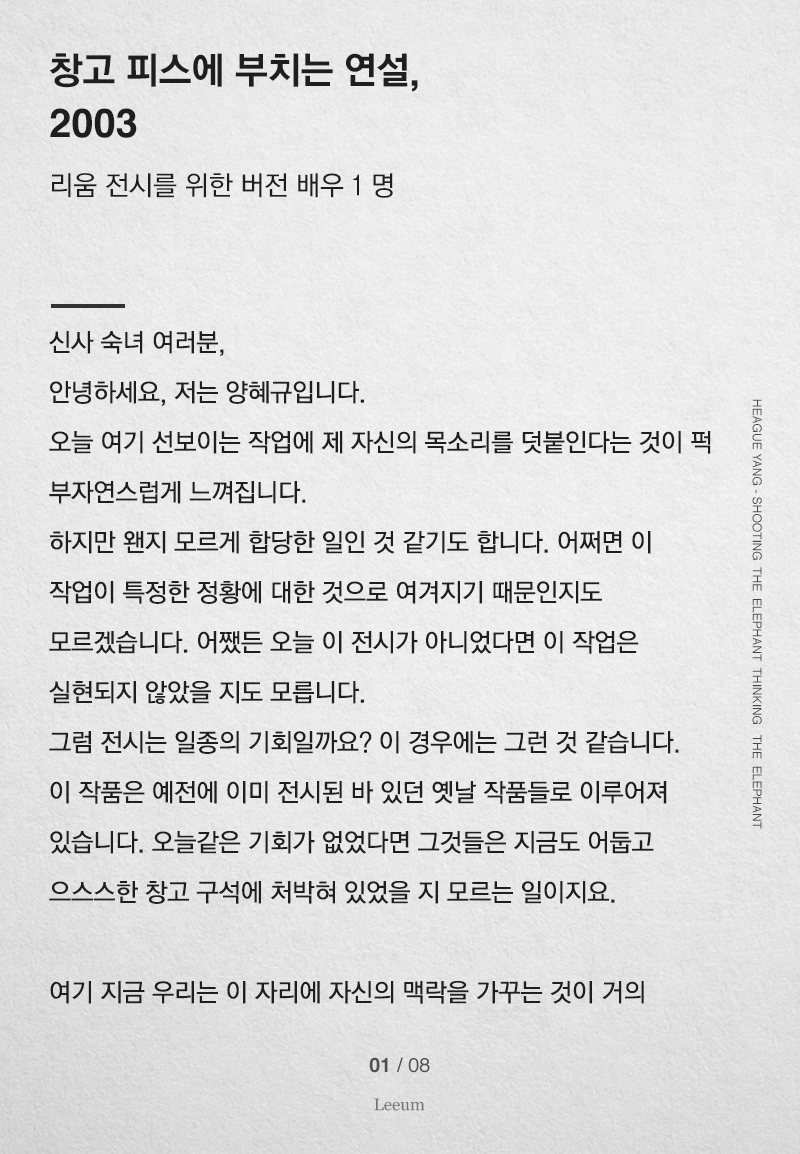 창고 피스에 부치는 연설,
2003
리움 전시를 위한 버전 배우 1 명
신사 숙녀 여러분,
안녕하세요, 저는 양혜규입니다.
오늘 여기 선보이는 작업에 제 자신의 목소리를 덧붙인다는 것이 퍽
부자연스럽게 느껴집니다.
하지만 왠지 모르게 합당한 일인 것 같기도 합니다. 어쩌면 이
작업이 특정한 정황에 대한 것으로 여겨지기 때문인지도
모르겠습니다. 어쨌든 오늘 이 전시가 아니었다면 이 작업은
실현되지 않았을 지도 모릅니다.
그럼 전시는 일종의 기회일까요? 이 경우에는 그런 것 같습니다.
이 작품은 예전에 이미 전시된 바 있던 옛날 작품들로 이루어져
있습니다. 오늘같은 기회가 없었다면 그것들은 지금도 어둡고
으스스한 창고 구석에 처박혀 있었을 지 모르는 일이지요.
여기 지금 우리는 이 자리에 자신의 맥락을 가꾸는 것이 거의
HEAGUE YANG - SHOOTING THE ELEPHANT THINKING THE ELEPHANT
01 / 08
Leeum